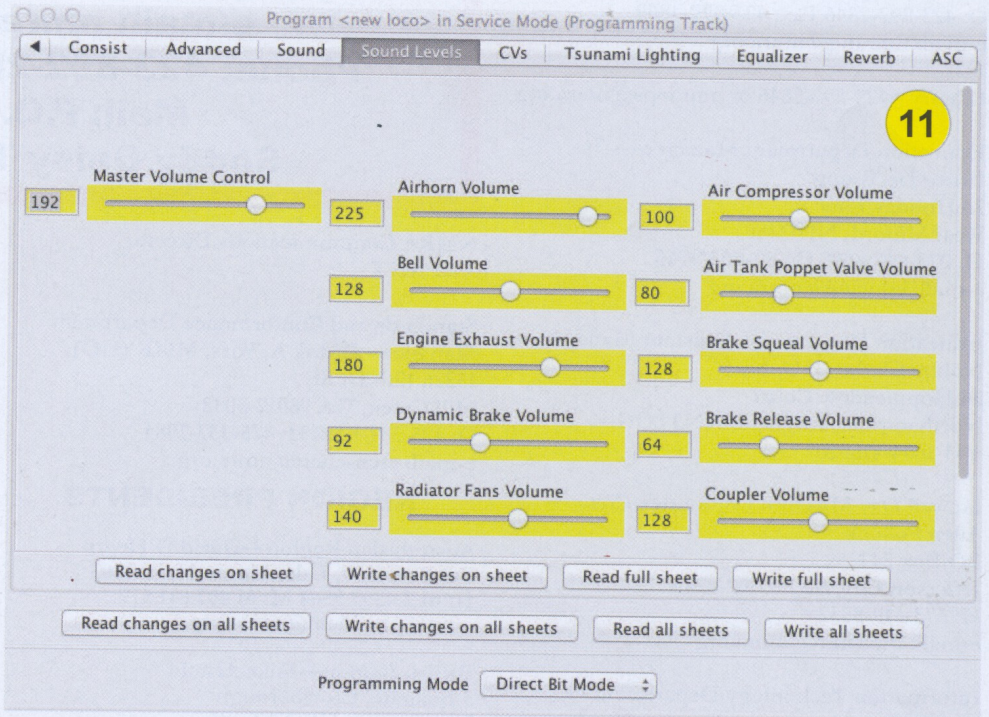 Program <new loco> in Service Mode (Programming Track)
Consist Advanced Sound Sound Levels CVs Tsunami Lighting Equalizer Reverb ASC
11
Master Volume Control
192
Airhorn Volume
225
Air Compressor Volume
100
Bell Volume
128
Air Tank Poppet Valve Volume
80
Engine Exhaust Volume
180
Brake Squeal Volume
128
Dynamic Brake Volume
92
Brake Release Volume
64
Radiator Fans Volume
140
Coupler Volume
128
Read changes on sheet Write changes on sheet Read full sheet Write full sheet
Read changes on all sheets Write changes on all sheets Read all sheets Write all sheets
Programming Mode Direct Bit Mode